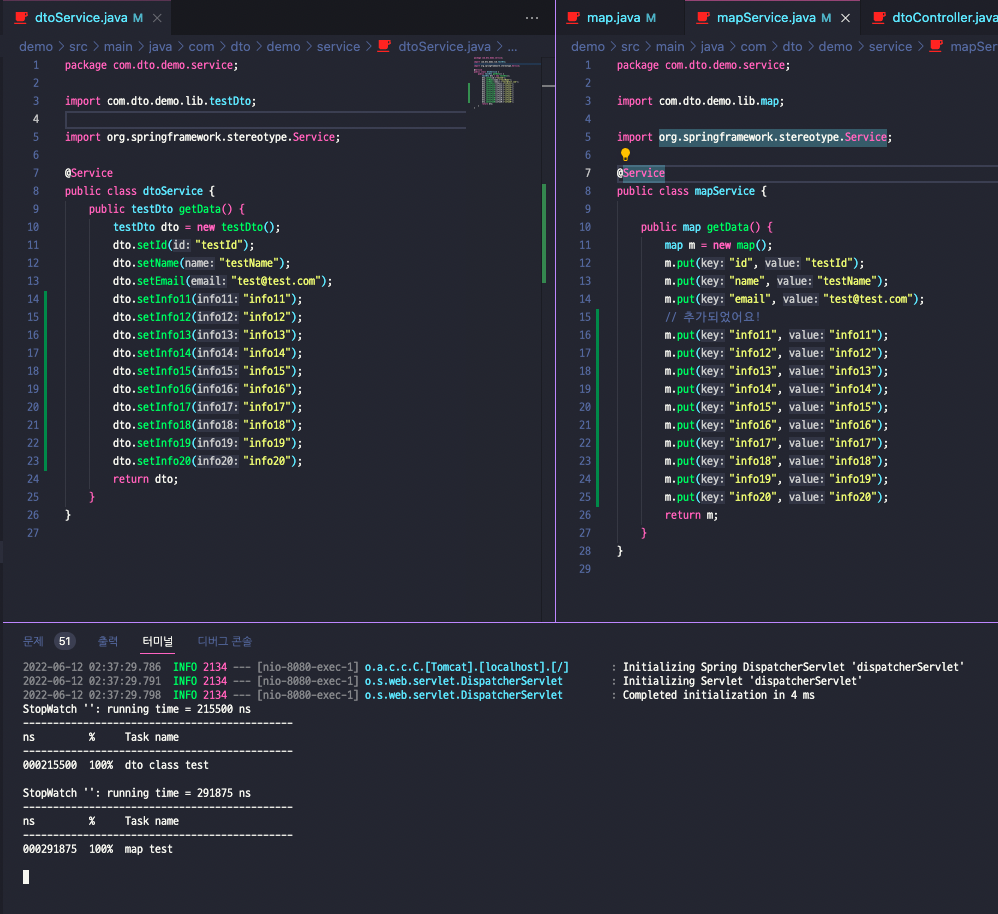 dtoService.java M
demo > src > main > java > com > dto > demo > service > dtoService.java > ...
1 package com.dto.demo.service;
2
3 import com.dto.demo.lib.testDto;
4
5 import org.springframework.stereotype.Service;
6
7 @Service
8 public class dtoService {
9 public testDto getData() {
10 testDto dto = new testDto();
11 dto.setId(id: "testId");
12 dto.setName(name: "testName");
13 dto.setEmail(email: "test@test.com");
14 dto.setInfo11(info11: "info11");
15 dto.setInfo12(info12: "info12");
16 dto.setInfo13(info13: "info13");
17 dto.setInfo14(info14: "info14");
18 dto.setInfo15(info15: "info15");
19 dto.setInfo16(info16: "info16");
20 dto.setInfo17(info17: "info17");
21 dto.setInfo18(info18: "info18");
22 dto.setInfo19(info19: "info19");
23 dto.setInfo20(info20: "info20");
24 return dto;
25 }
26 }
27
map.java M mapService.java M dtoController.java
demo > src > main > java > com > dto > demo > service > mapSer
1 package com.dto.demo.service;
2
3 import com.dto.demo.lib.map;
4
5 import org.springframework.stereotype.Service;
6
7 @Service
8 public class mapService {
9
10 public map getData() {
11 map m = new map();
12 m.put(key: "id", value: "testId");
13 m.put(key: "name", value: "testName");
14 m.put(key: "email", value: "test@test.com");
15 // 추가되었어요!
16 m.put(key: "info11", value: "info11");
17 m.put(key: "info12", value: "info12");
18 m.put(key: "info13", value: "info13");
19 m.put(key: "info14", value: "info14");
20 m.put(key: "info15", value: "info15");
21 m.put(key: "info16", value: "info16");
22 m.put(key: "info17", value: "info17");
23 m.put(key: "info18", value: "info18");
24 m.put(key: "info19", value: "info19");
25 m.put(key: "info20", value: "info20");
26 return m;
27 }
28 }
29
문제 51 출력 터미널 디버그 콘솔
2022-06-12 02:37:29.786 INFO 2134 --- [nio-8080-exec-1] o.a.c.c.C.[Tomcat].[localhost].[/] : Initializing Spring DispatcherServlet 'dispatcherServlet'
2022-06-12 02:37:29.791 INFO 2134 --- [nio-8080-exec-1] o.s.web.servlet.DispatcherServlet : Initializing Servlet 'dispatcherServlet'
2022-06-12 02:37:29.798 INFO 2134 --- [nio-8080-exec-1] o.s.web.servlet.DispatcherServlet : Completed initialization in 4 ms
StopWatch '': running time = 215500 ns
---------------------------------------------
ns % Task name
---------------------------------------------
000215500 100% dto class test
StopWatch '': running time = 291875 ns
---------------------------------------------
ns % Task name
---------------------------------------------
000291875 100% map test